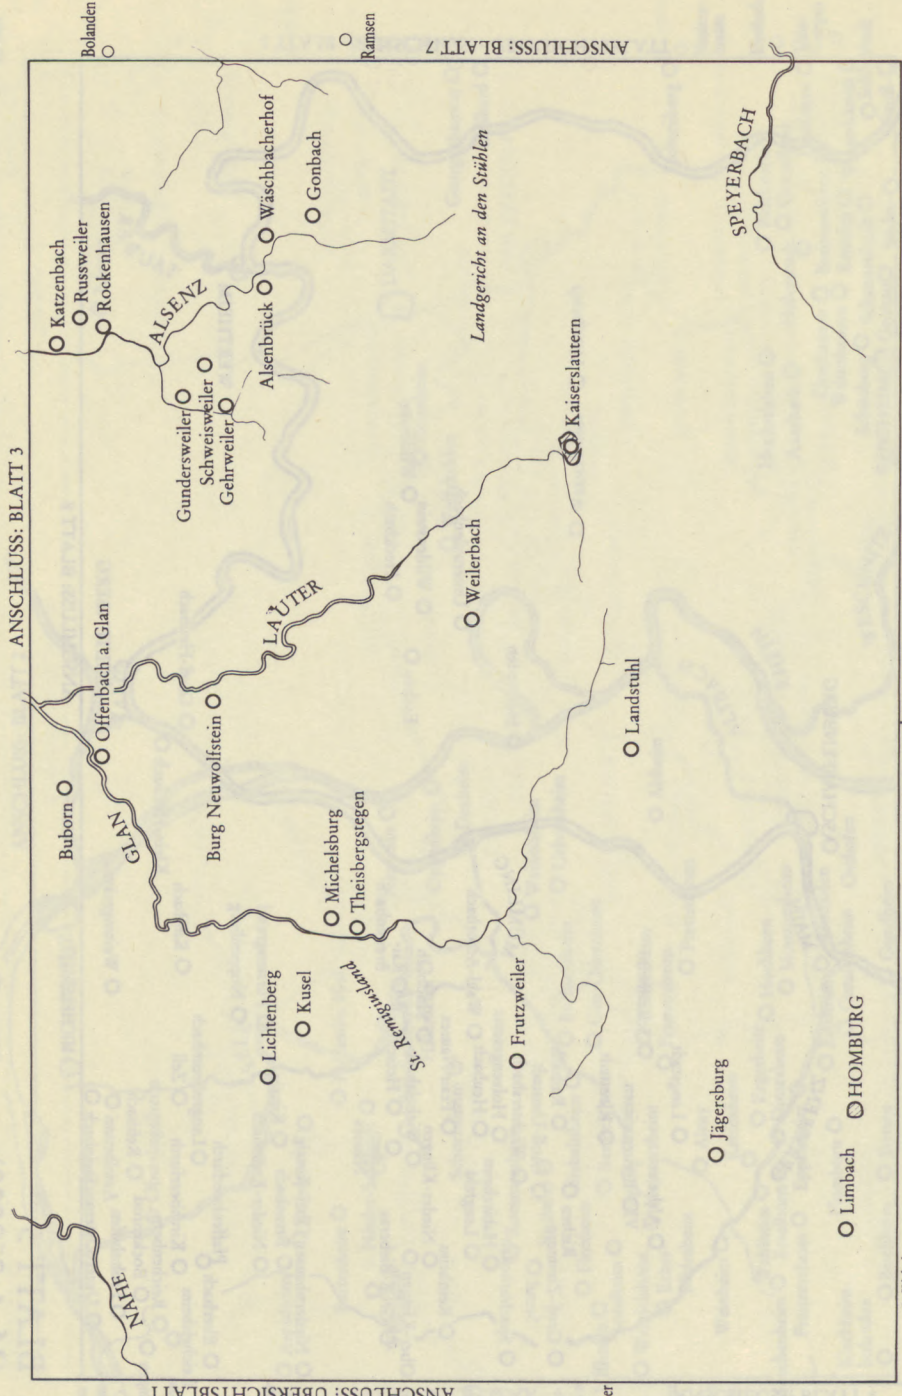 ANSCHLUSS: BLATT 3
NAHE
Buborn
Offenbach a. Glan
GLAN
Burg Neuwolfstein
LAUTER
Katzenbach
Russweiler
Rockenhausen
ALSENZ
Gundersweiler
Schweisweiler
Gehrweiler
Alsenbrück
Wäschbacherhof
Gonbach
Bolanden
Ramsen
ANSCHLUSS: BLATT 7
Lichtenberg
Kusel
Michelsburg
Theisbergstegen
St. Remigiusland
Landgericht an den Stühlen
Weilerbach
Kaiserslautern
Frutzweiler
Landstuhl
SPEYERBACH
Jägersburg
Limbach
HOMBURG
ANSCHLUSS: ÜBERSICHTSBLATT
er